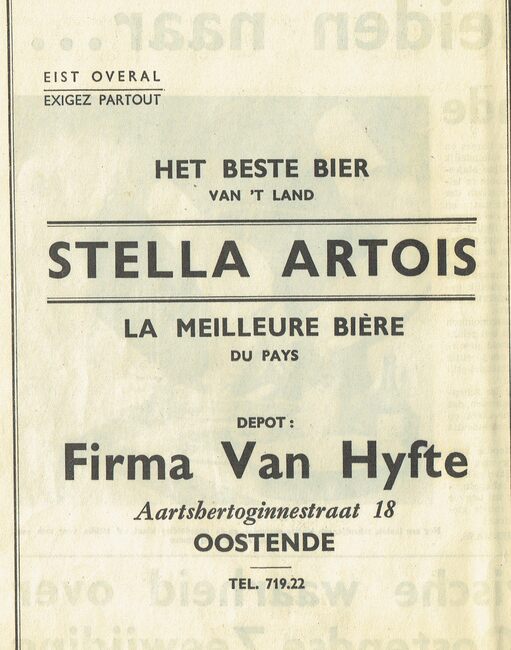 EIST OVERAL
EXIGEZ PARTOUT
HET BESTE BIER
VAN 'T LAND
STELLA ARTOIS
LA MEILLEURE BIÈRE
DU PAYS
DEPOT :
Firma Van Hyfte
Aartshertoginnestraat 18
OOSTENDE
TEL. 719.22